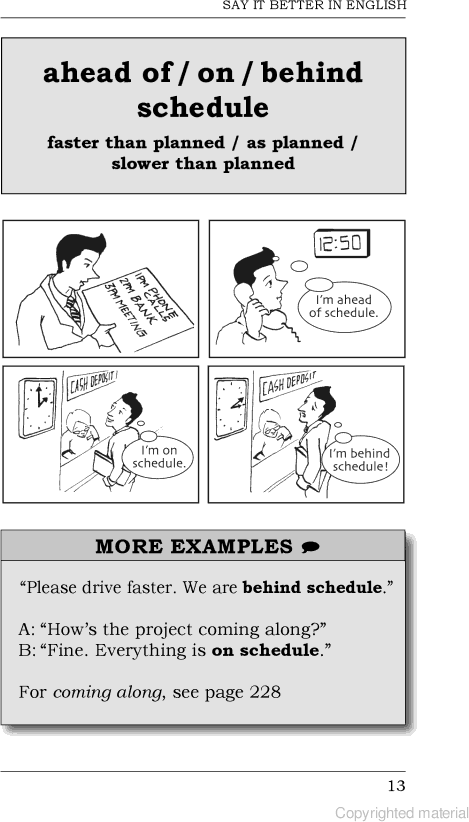 SAY IT BETTER IN ENGLISH
ahead of / on / behind
schedule
faster than planned / as planned /
slower than planned
1PM PHONE
CALLS
2PM BANK
3PM MEETING
12:50
I'm ahead
of schedule.
CASH DEPOSIT
I'm on
schedule.
CASH DEPOSIT
I'm behind
schedule!
MORE EXAMPLES
“Please drive faster. We are behind schedule.”
A: “How’s the project coming along?”
B: “Fine. Everything is on schedule.”
For coming along, see page 228
13
Copyrighted material